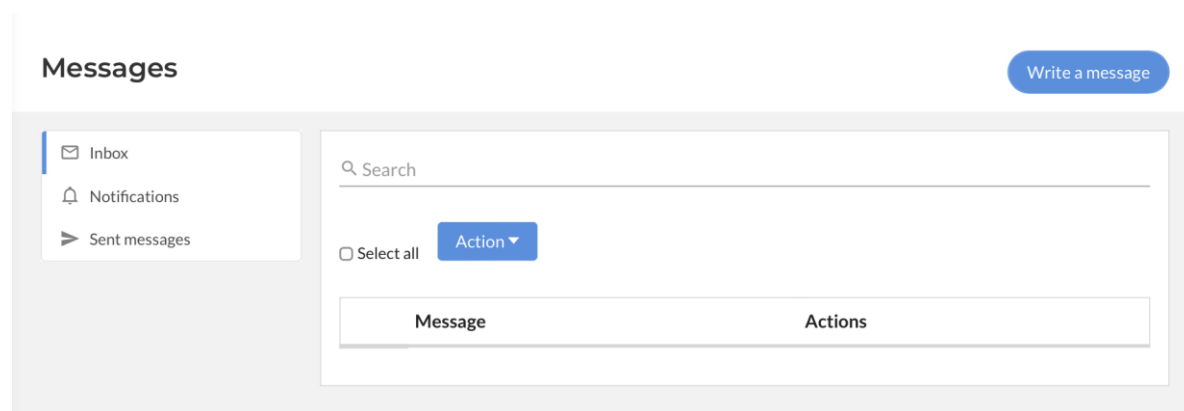 Messages
Write a message
Inbox
Notifications
Sent messages
Search
Select all
Action
Message Actions